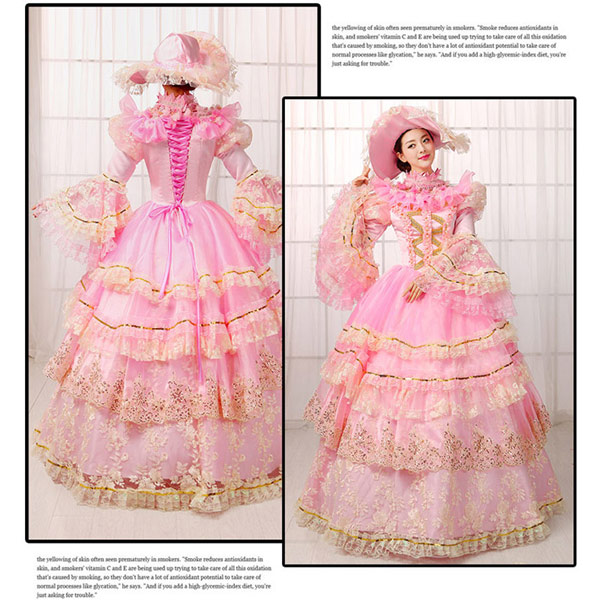 the yellowing of skin often seen prematurely in smokers. "Smoke reduces antioxidants in
skin, and smokers' vitamin C and E are being used up trying to take care of all this oxidation
that's caused by smoking, so they don't have a lot of antioxidant potential to take care of
normal processes like glycation," he says. "And if you add a high-glycemic-index diet, you're
just asking for trouble."
the yellowing of skin often seen prematurely in smokers. "Smoke reduces antioxidants in
skin, and smokers' vitamin C and E are being used up trying to take care of all this oxidation
that's caused by smoking, so they don't have a lot of antioxidant potential to take care of
normal processes like glycation," he says. "And if you add a high-glycemic-index diet, you're
just asking for trouble."